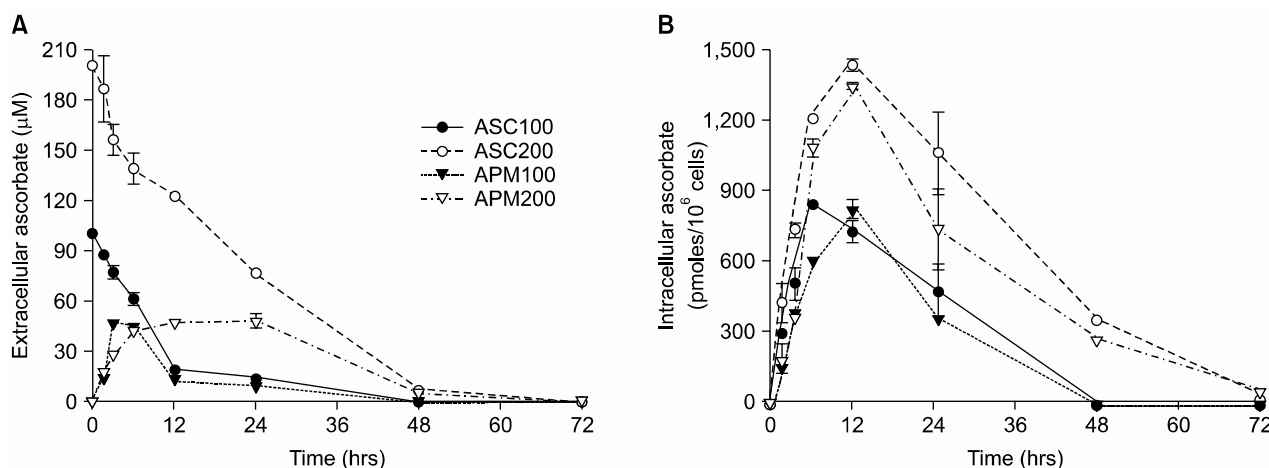 A
Extracellular ascorbate (μM)
210
180
150
120
90
60
30
0
0 12 24 36 48 60 72
Time (hrs)
ASC100
ASC200
APM100
APM200
B
Intracellular ascorbate
(pmoles/10⁶ cells)
1,500
1,200
900
600
300
0
0 12 24 36 48 60 72
Time (hrs)